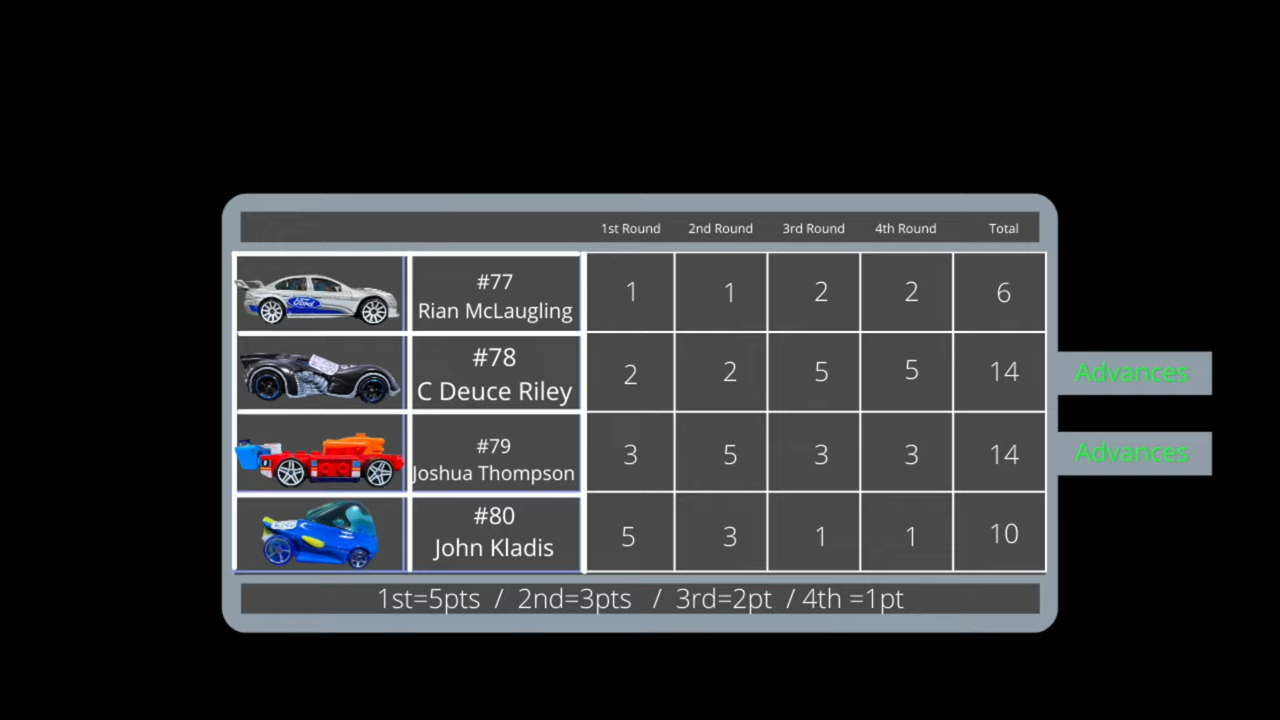 1st Round 2nd Round 3rd Round 4th Round Total
Ford
#77
Rian McLaugling
1 1 2 2 6
#78
C Deuce Riley
2 2 5 5 14
Advances
#79
Joshua Thompson
3 5 3 3 14
Advances
#80
John Kladis
5 3 1 1 10
1st=5pts / 2nd=3pts / 3rd=2pt / 4th =1pt